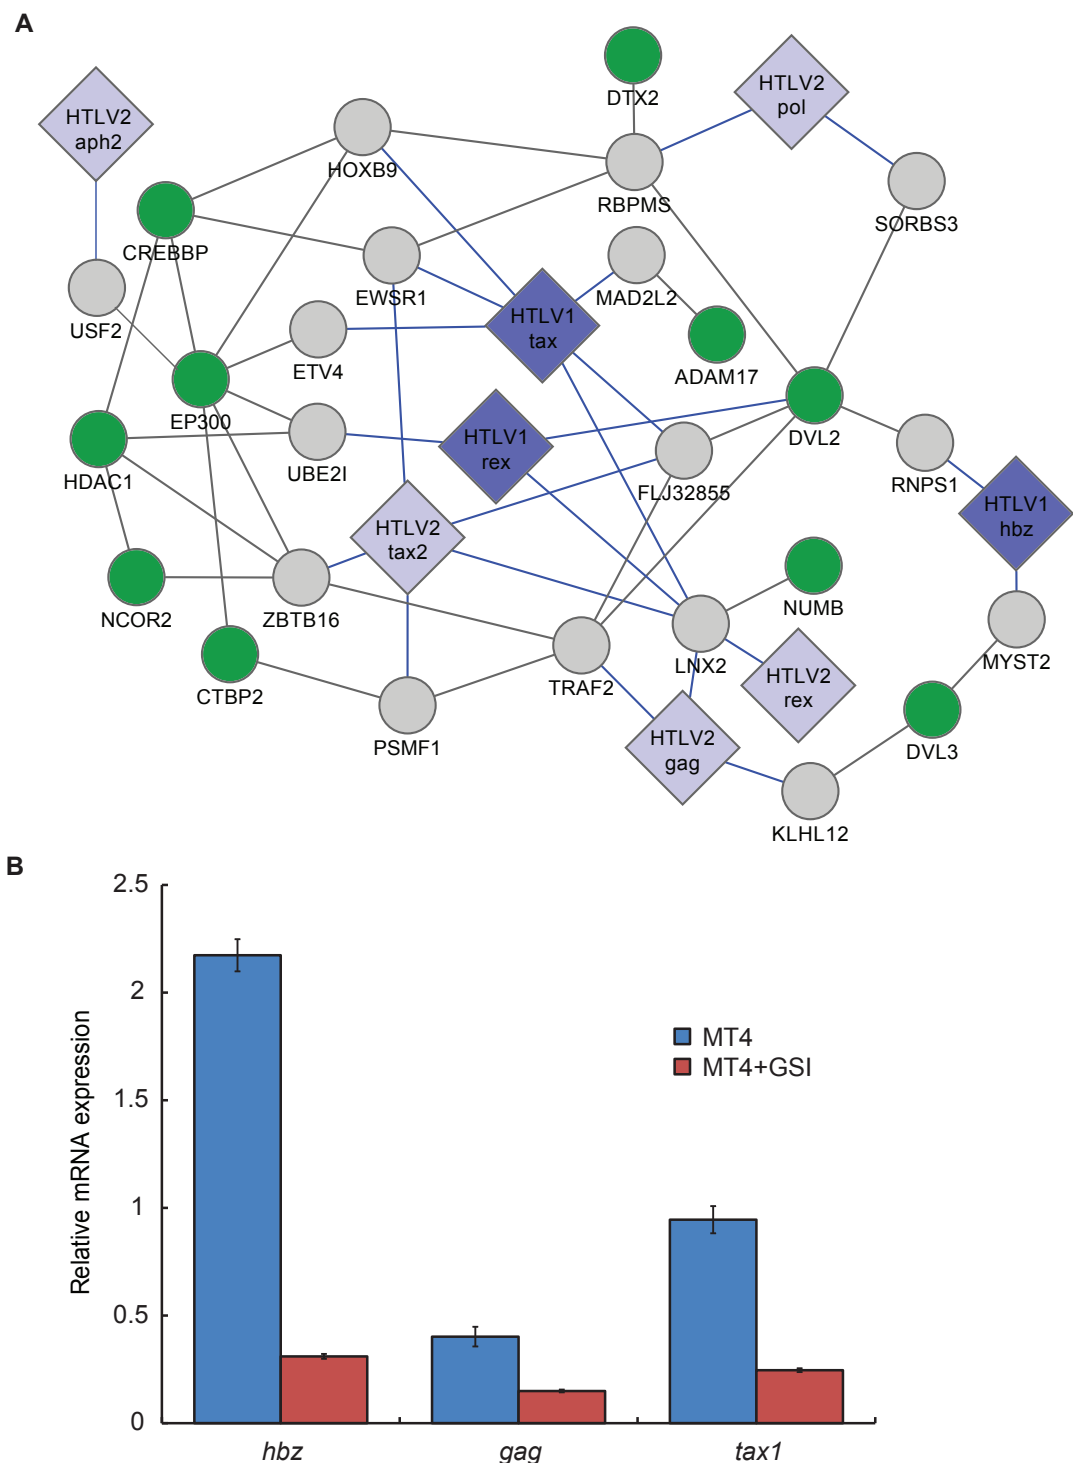 A
DTX2
HTLV2
pol
HTLV2
aph2
HOXB9
RBPMS
SORBS3
CREBBP
EWSR1
MAD2L2
USF2
HTLV1
tax
ETV4
ADAM17
EP300
DVL2
HTLV1
rex
UBE2I
HDAC1
FLJ32855
RNPS1
HTLV1
hbz
HTLV2
tax2
NCOR2
ZBTB16
NUMB
MYST2
LNX2
TRAF2
HTLV2
rex
CTBP2
PSMF1
HTLV2
gag
DVL3
KLHL12
B
2.5
2
1.5
1
0.5
0
Relative mRNA expression
MT4
MT4+GSI
hbz
gag
tax1